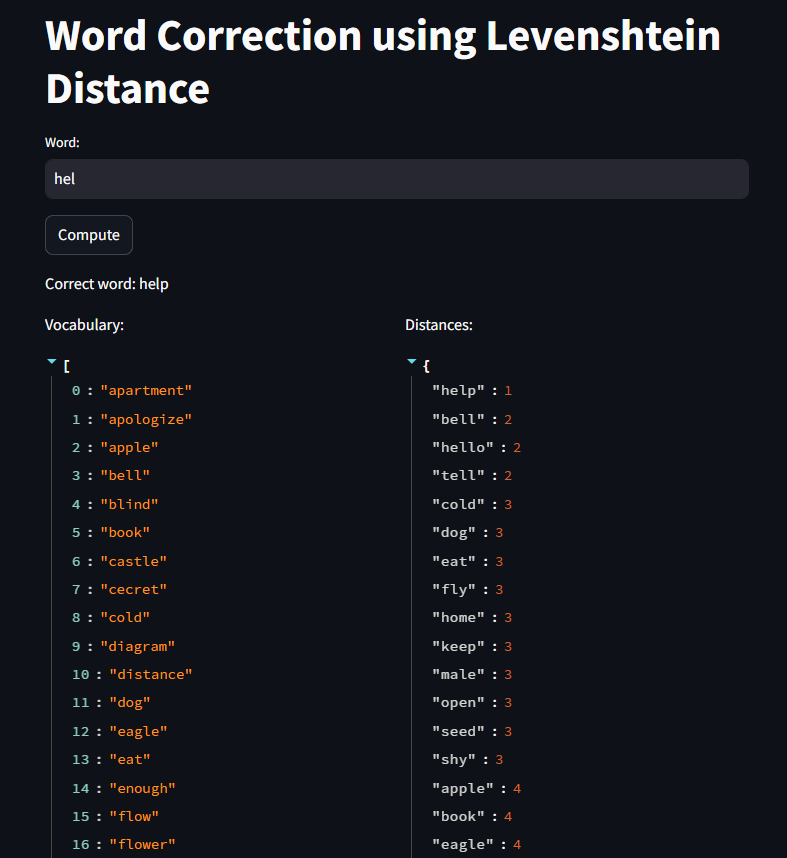 Word Correction using Levenshtein
Distance
Word:
hel
Compute
Correct word: help
Vocabulary:
[
0 : "apartment"
1 : "apologize"
2 : "apple"
3 : "bell"
4 : "blind"
5 : "book"
6 : "castle"
7 : "cecret"
8 : "cold"
9 : "diagram"
10 : "distance"
11 : "dog"
12 : "eagle"
13 : "eat"
14 : "enough"
15 : "flow"
16 : "flower"
Distances:
{
"help" : 1
"bell" : 2
"hello" : 2
"tell" : 2
"cold" : 3
"dog" : 3
"eat" : 3
"fly" : 3
"home" : 3
"keep" : 3
"male" : 3
"open" : 3
"seed" : 3
"shy" : 3
"apple" : 4
"book" : 4
"eagle" : 4